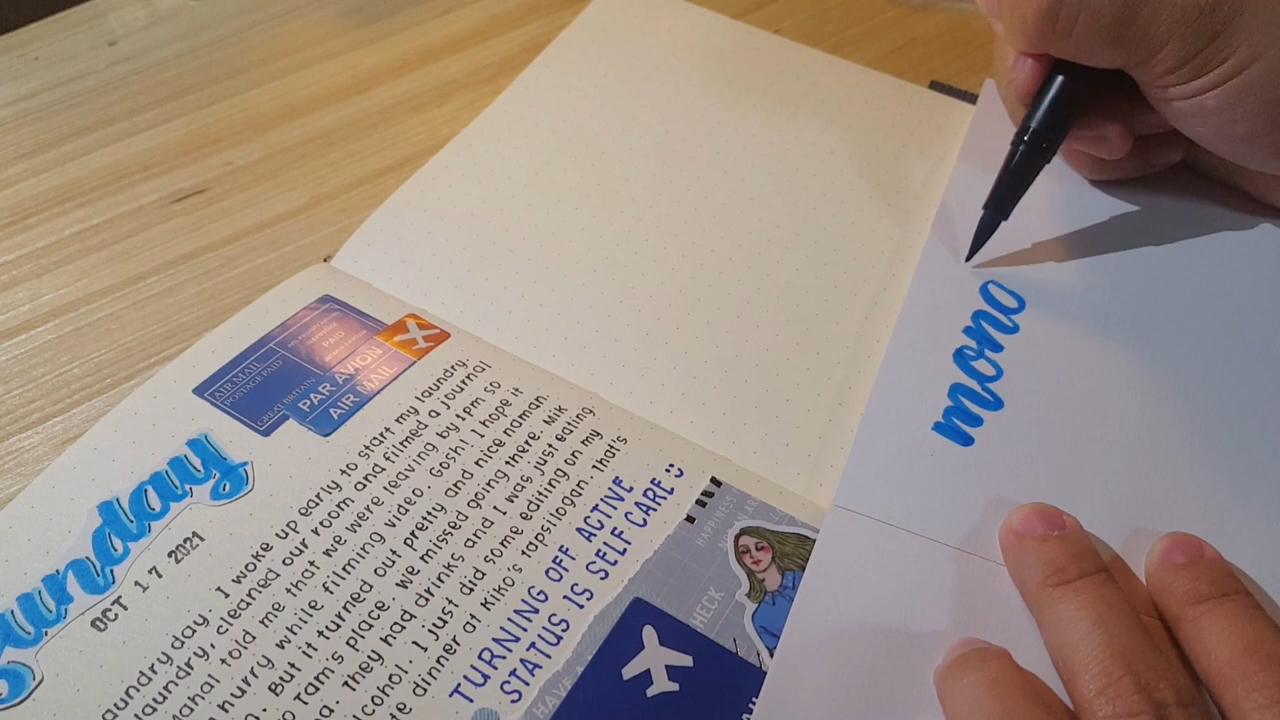 AIR MAIL
POSTAGE PAID
GREAT BRITAIN
PAID
PAR AVION
AIR MAIL
Sunday
OCT 17 2021
laundry day. I woke up early to start my laundry.
laundry, cleaned our room and filmed a journal
Mahal told me that we were leaving by 1pm so
hurry while filming video. Gosh! I hope it
But it turned out pretty and nice naman.
Tam's place. We missed going there. Mik
They had drinks and I was just eating.
I just did some editing on my
dinner at Kiko's tapsilogan. That's
TURNING OFF ACTIVE
STATUS IS SELF CARE
HAPPINESS
HECK
HAVE A
mono